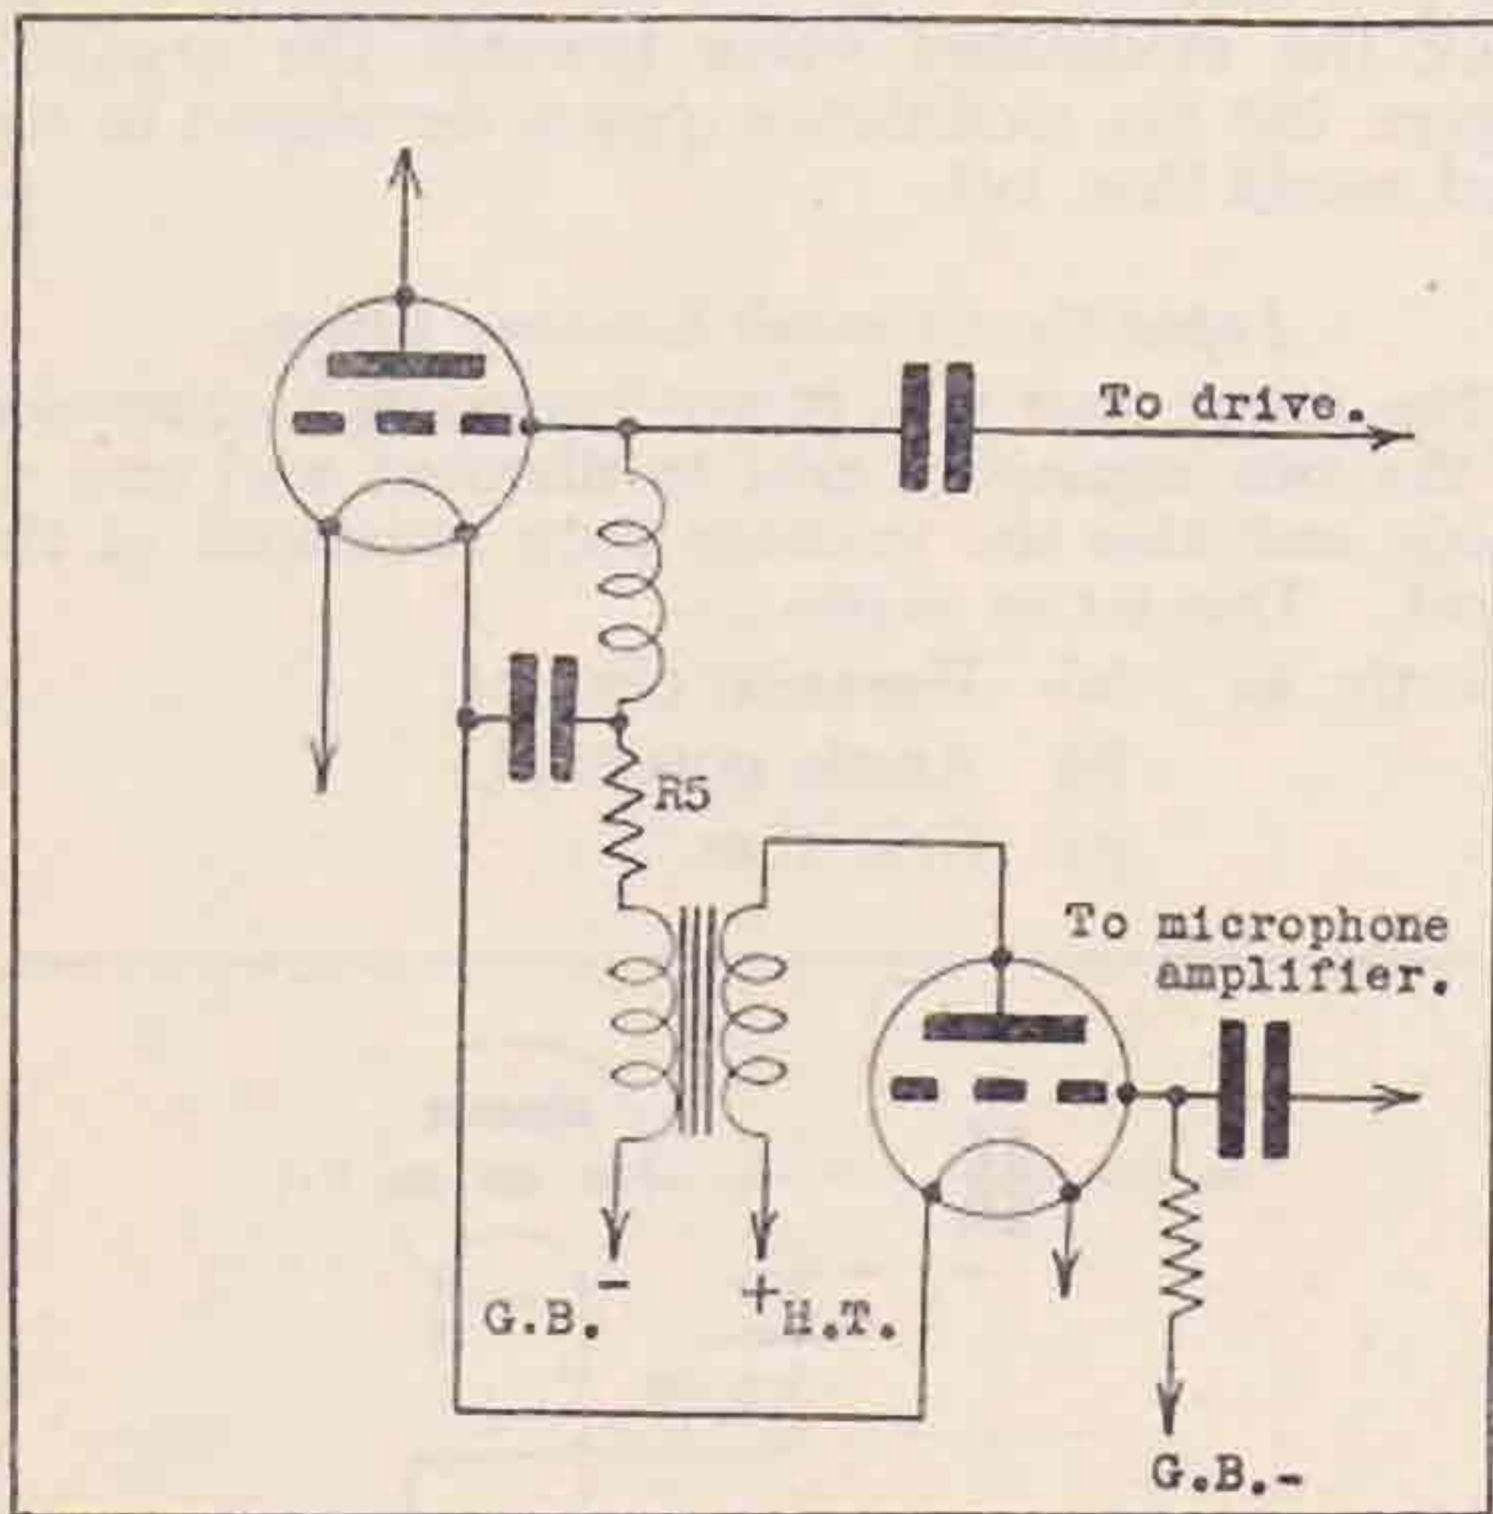 To drive.
R5
To microphone
amplifier.
-
+
G.B.
H.T.
G.B.-